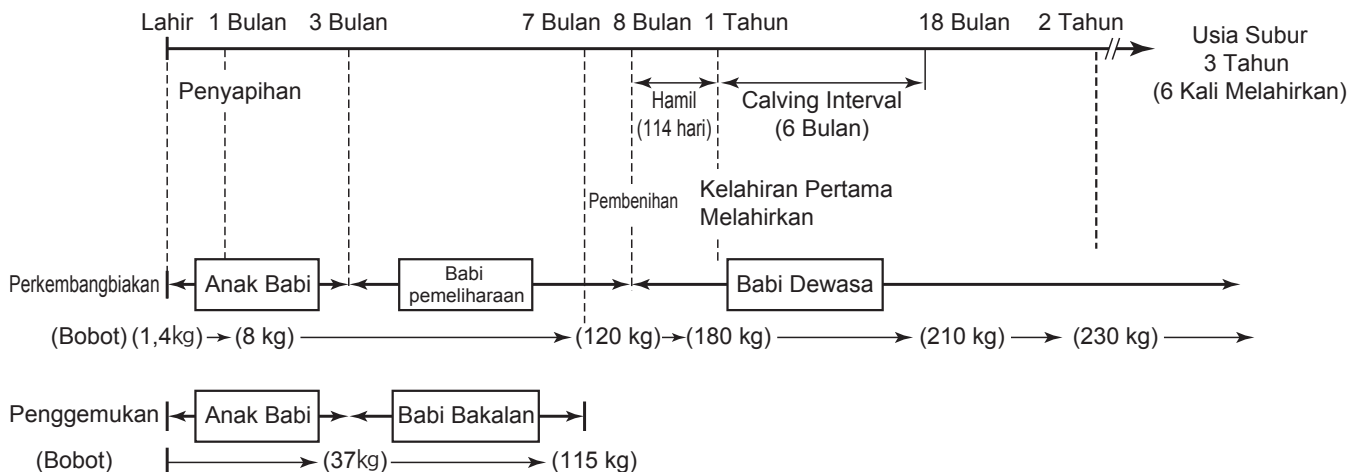 Lahir 1 Bulan 3 Bulan 7 Bulan 8 Bulan 1 Tahun 18 Bulan 2 Tahun
Usia Subur
3 Tahun
(6 Kali Melahirkan)
Penyapihan
Hamil
(114 hari)
Calving Interval
(6 Bulan)
Pembenihan
Kelahiran Pertama
Melahirkan
Perkembangbiakan Anak Babi Babi
pemeliharaan Babi Dewasa
(Bobot) (1,4kg) (8 kg) (120 kg) (180 kg) (210 kg) (230 kg)
Penggemukan Anak Babi Babi Bakalan
(Bobot) (37kg) (115 kg)